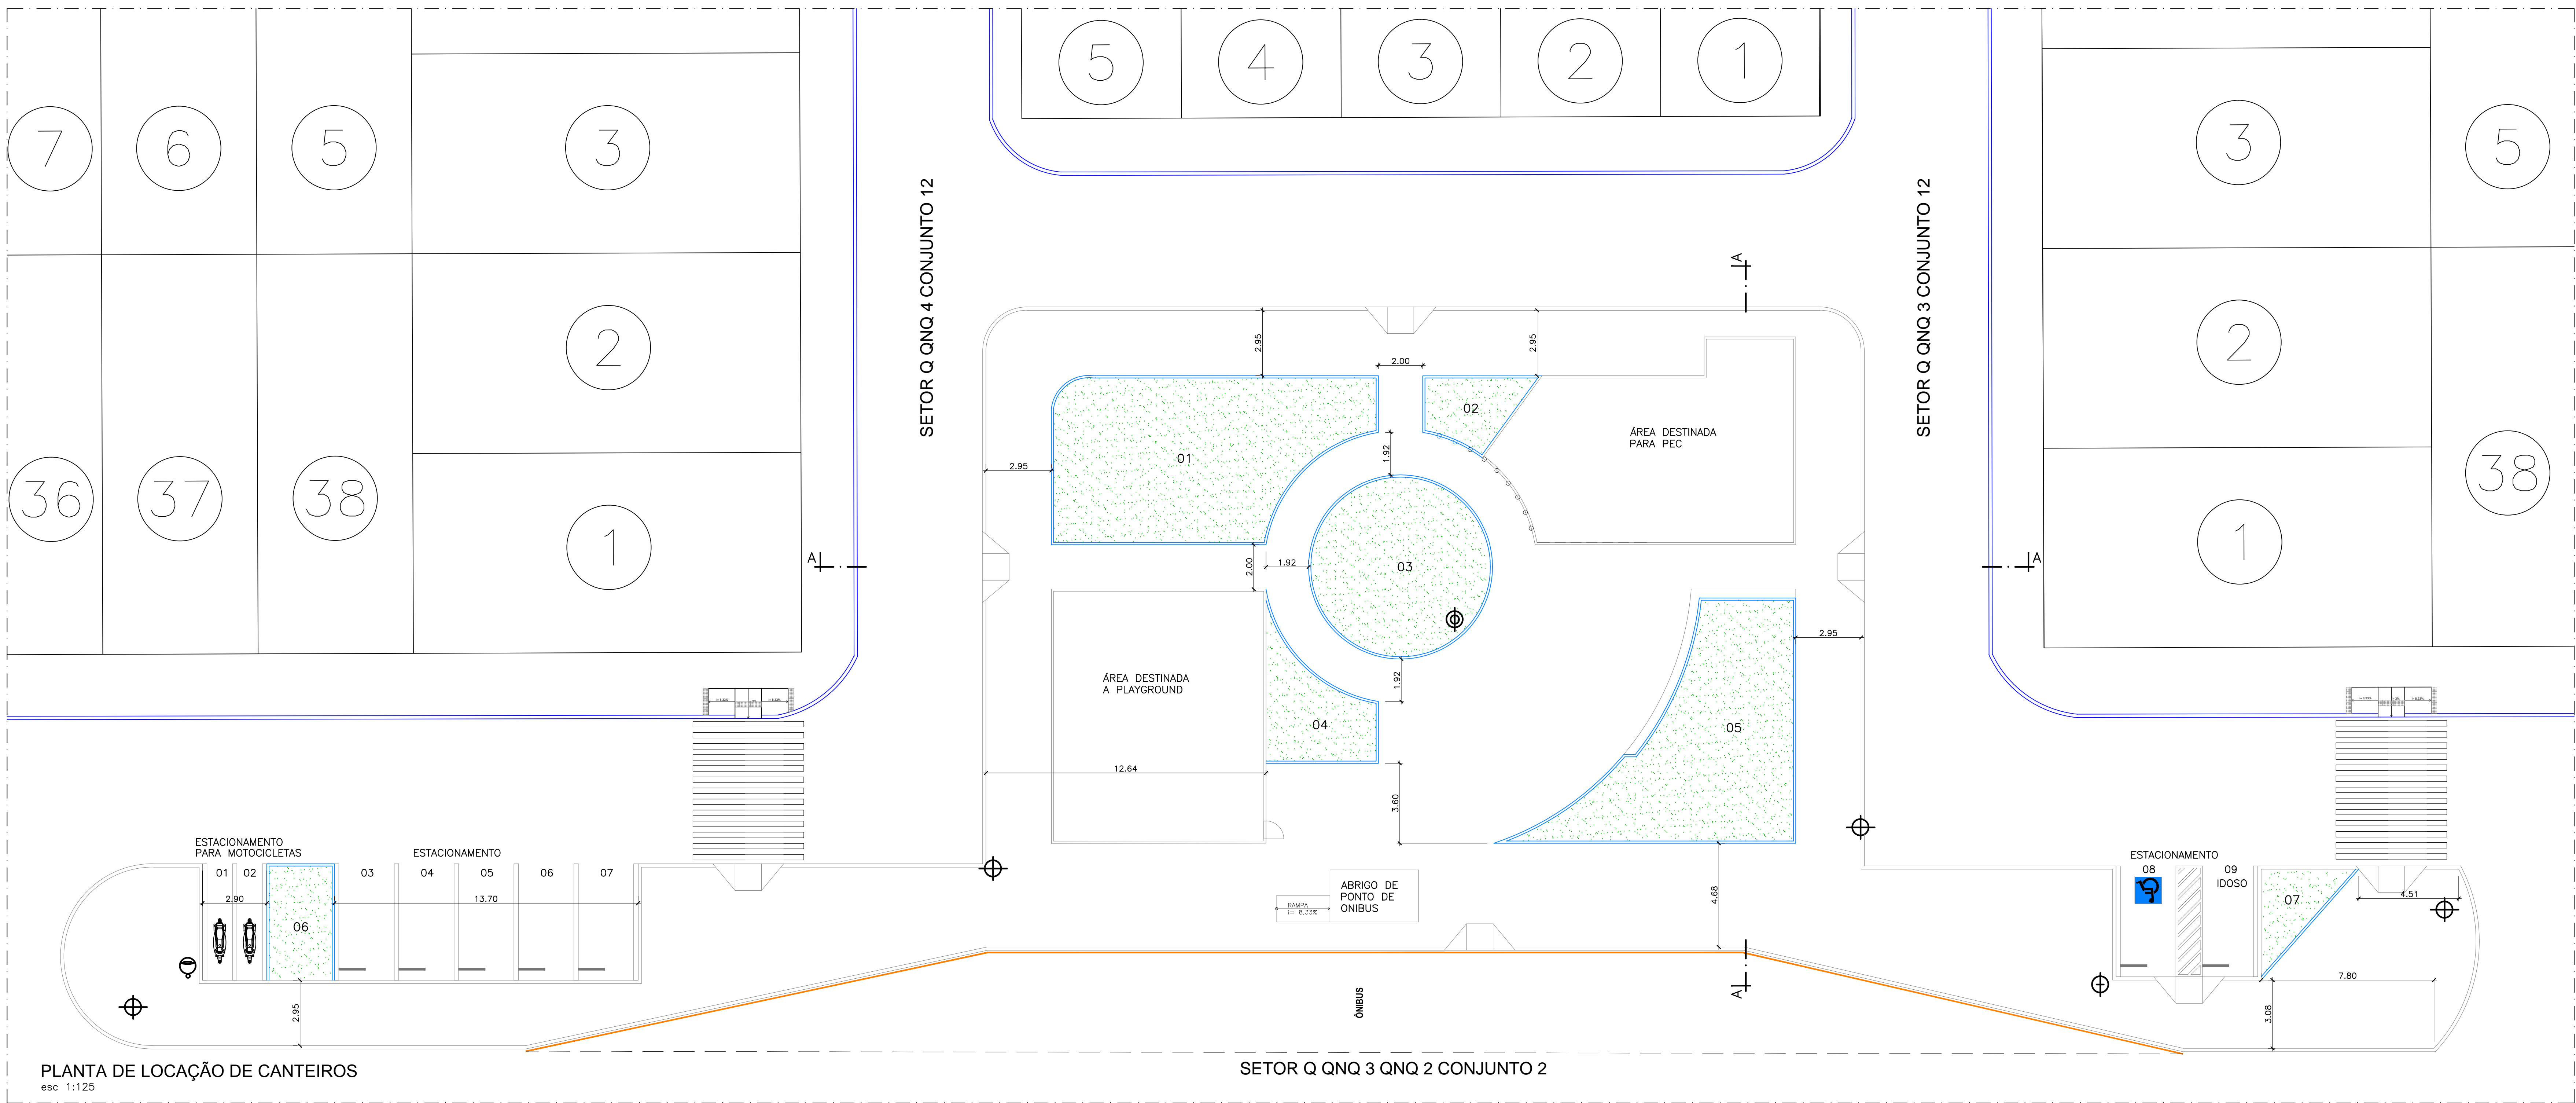 5
4
3
2
1
7
6
5
3
3
5
SETOR Q QNQ 4 CONJUNTO 12
SETOR Q QNQ 3 CONJUNTO 12
A
2
2
2.95
2.95
2.00
02
01
ÁREA DESTINADA
PARA PEC
1.92
2.95
36
37
38
38
1
1
A
A
2.00
1.92
03
2.95
ÁREA DESTINADA
A PLAYGROUND
1.92
04
05
12.64
3.60
ESTACIONAMENTO
PARA MOTOCICLETAS
ESTACIONAMENTO
01
02
03
04
05
06
07
2.90
13.70
06
ABRIGO DE
PONTO DE
ONIBUS
RAMPA
i= 8,33%
4.68
ESTACIONAMENTO
08
09
IDOSO
07
4.51
7.80
2.95
3.08
A
ÔNIBUS
PLANTA DE LOCAÇÃO DE CANTEIROS
esc 1:125
SETOR Q QNQ 3 QNQ 2 CONJUNTO 2